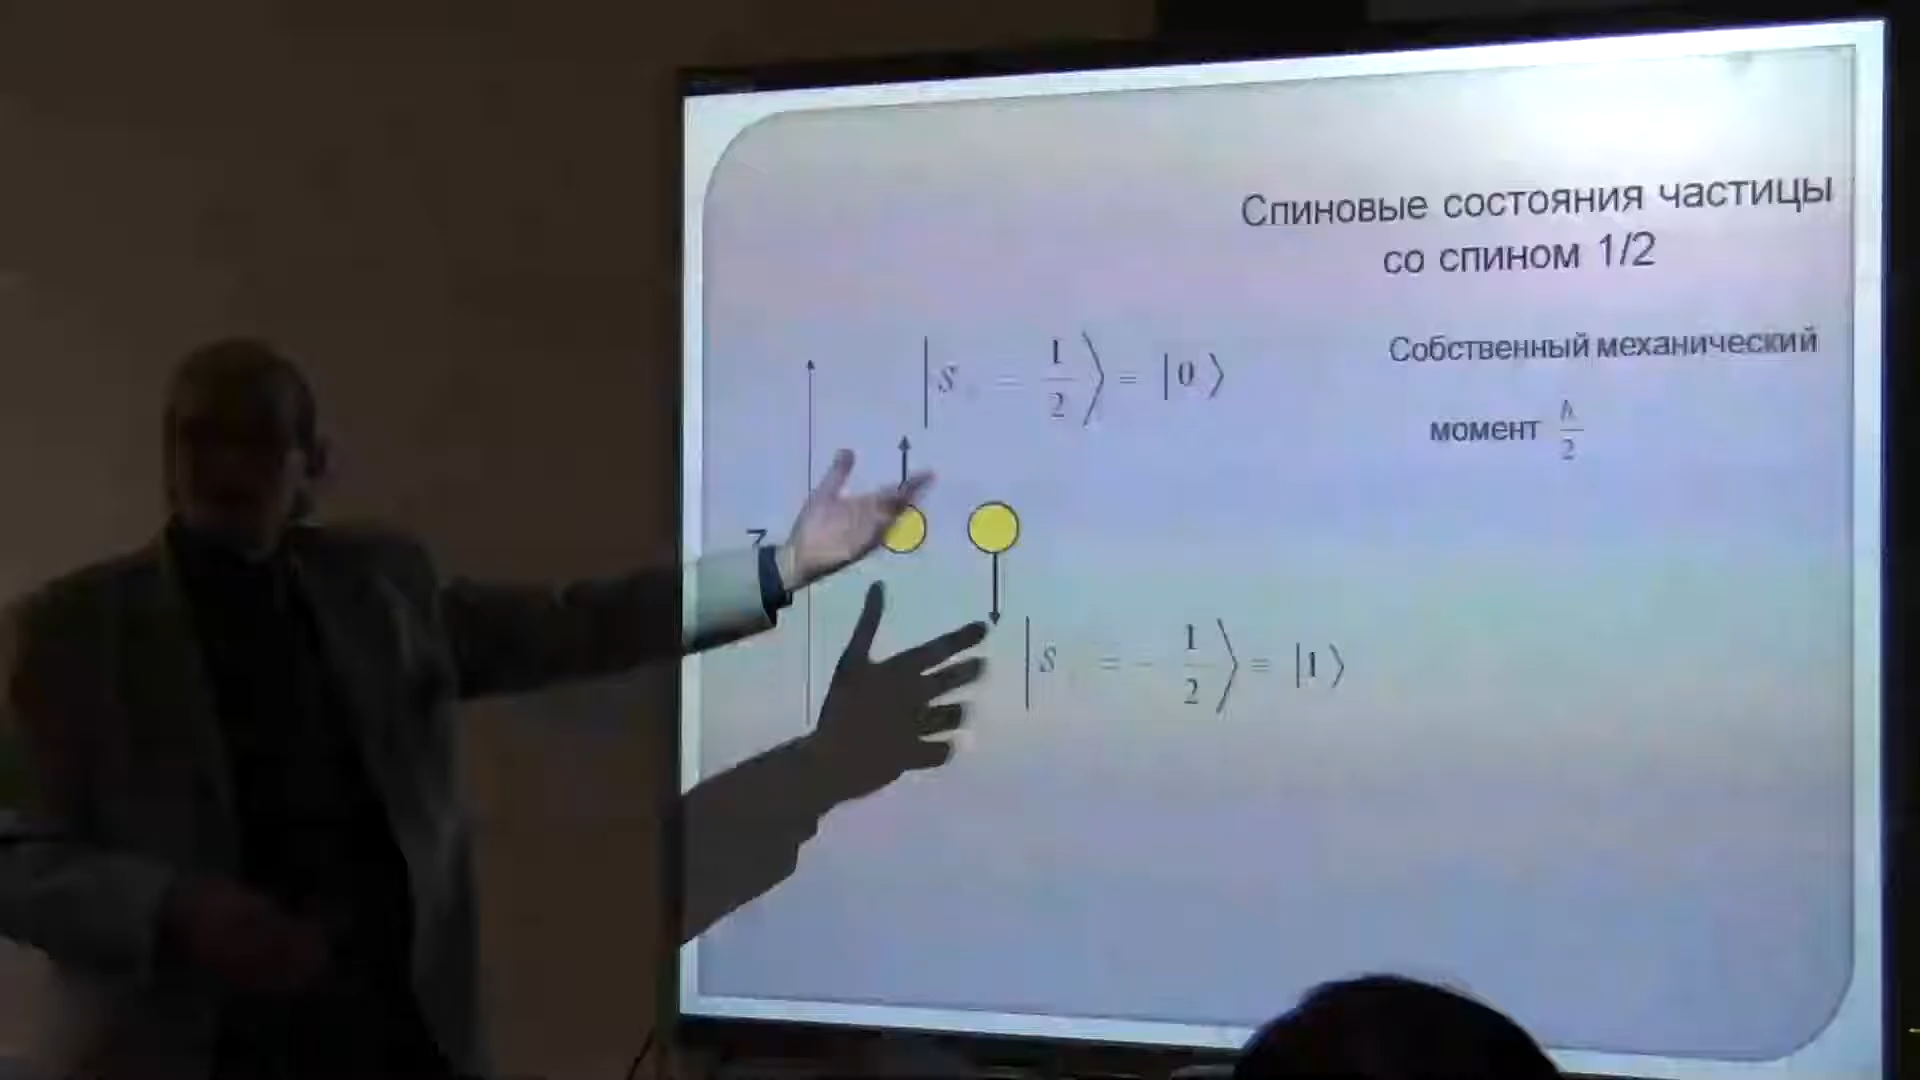 Спиновые состояния частицы
со спином 1/2
|S = 1/2⟩ = |0⟩
Собственный механический
момент ℏ/2
Z
|S = - 1/2⟩ = |1⟩